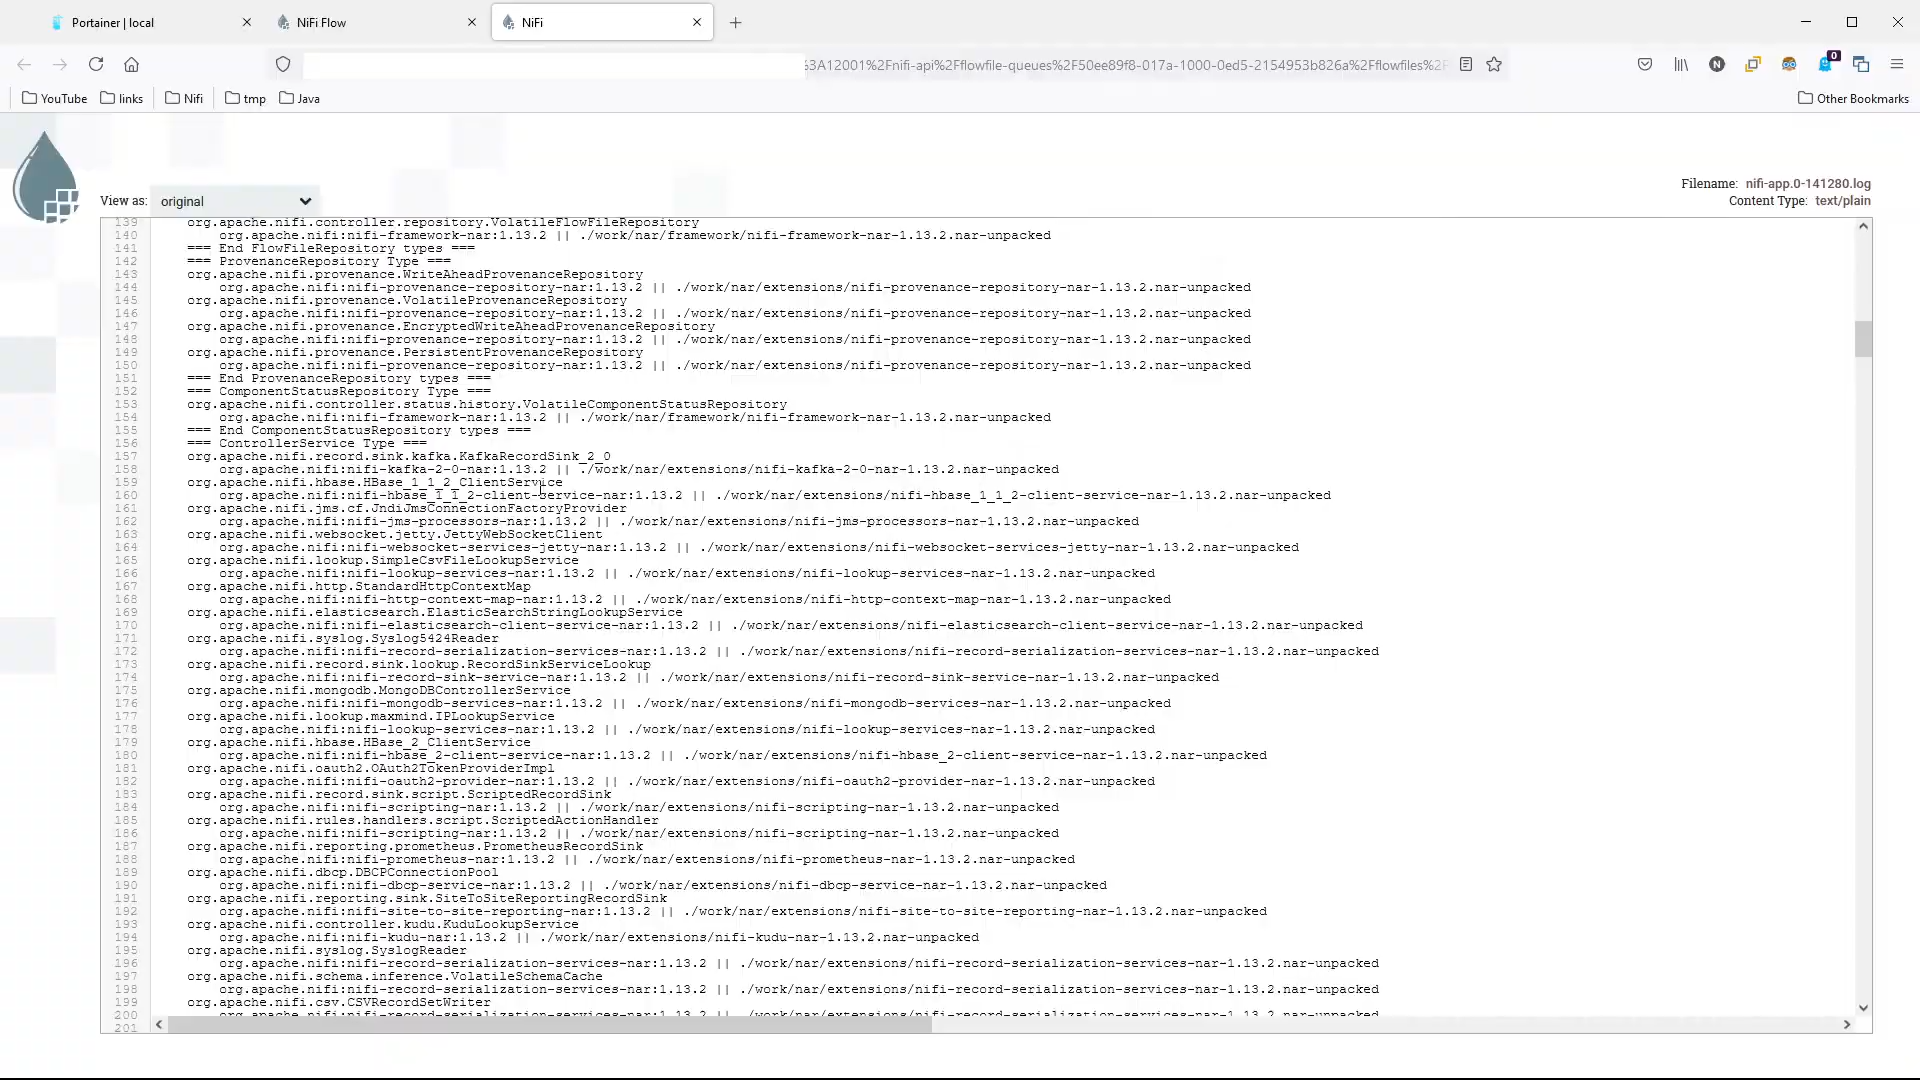 Portainer | local
NiFi Flow
NiFi
3A12001%2Fnifi-api%2Fflowfile-queues%2F50ee89f8-017a-1000-0ed5-2154953b826a%2Fflowfiles%2F
N
0
YouTube
links
Nifi
tmp
Java
Other Bookmarks
Filename: nifi-app.0-141280.log
View as: original
Content Type: text/plain
139 org.apache.nifi.controller.repository.VolatileFlowFileRepository
140 org.apache.nifi:nifi-framework-nar:1.13.2 || ./work/nar/framework/nifi-framework-nar-1.13.2.nar-unpacked
141 === End FlowFileRepository types ===
142 === ProvenanceRepository Type ===
143 org.apache.nifi.provenance.WriteAheadProvenanceRepository
144 org.apache.nifi:nifi-provenance-repository-nar:1.13.2 || ./work/nar/extensions/nifi-provenance-repository-nar-1.13.2.nar-unpacked
145 org.apache.nifi.provenance.VolatileProvenanceRepository
146 org.apache.nifi:nifi-provenance-repository-nar:1.13.2 || ./work/nar/extensions/nifi-provenance-repository-nar-1.13.2.nar-unpacked
147 org.apache.nifi.provenance.EncryptedWriteAheadProvenanceRepository
148 org.apache.nifi:nifi-provenance-repository-nar:1.13.2 || ./work/nar/extensions/nifi-provenance-repository-nar-1.13.2.nar-unpacked
149 org.apache.nifi.provenance.PersistentProvenanceRepository
150 org.apache.nifi:nifi-provenance-repository-nar:1.13.2 || ./work/nar/extensions/nifi-provenance-repository-nar-1.13.2.nar-unpacked
151 === End ProvenanceRepository types ===
152 === ComponentStatusRepository Type ===
153 org.apache.nifi.controller.status.history.VolatileComponentStatusRepository
154 org.apache.nifi:nifi-framework-nar:1.13.2 || ./work/nar/framework/nifi-framework-nar-1.13.2.nar-unpacked
155 === End ComponentStatusRepository types ===
156 === ControllerService Type ===
157 org.apache.nifi.record.sink.kafka.KafkaRecordSink_2_0
158 org.apache.nifi:nifi-kafka-2-0-nar:1.13.2 || ./work/nar/extensions/nifi-kafka-2-0-nar-1.13.2.nar-unpacked
159 org.apache.nifi.hbase.HBase_1_1_2_ClientService
160 org.apache.nifi:nifi-hbase_1_1_2-client-service-nar:1.13.2 || ./work/nar/extensions/nifi-hbase_1_1_2-client-service-nar-1.13.2.nar-unpacked
161 org.apache.nifi.jms.cf.JndiJmsConnectionFactoryProvider
162 org.apache.nifi:nifi-jms-processors-nar:1.13.2 || ./work/nar/extensions/nifi-jms-processors-nar-1.13.2.nar-unpacked
163 org.apache.nifi.websocket.jetty.JettyWebSocketClient
164 org.apache.nifi:nifi-websocket-services-jetty-nar:1.13.2 || ./work/nar/extensions/nifi-websocket-services-jetty-nar-1.13.2.nar-unpacked
165 org.apache.nifi.lookup.SimpleCsvFileLookupService
166 org.apache.nifi:nifi-lookup-services-nar:1.13.2 || ./work/nar/extensions/nifi-lookup-services-nar-1.13.2.nar-unpacked
167 org.apache.nifi.http.StandardHttpContextMap
168 org.apache.nifi:nifi-http-context-map-nar:1.13.2 || ./work/nar/extensions/nifi-http-context-map-nar-1.13.2.nar-unpacked
169 org.apache.nifi.elasticsearch.ElasticSearchStringLookupService
170 org.apache.nifi:nifi-elasticsearch-client-service-nar:1.13.2 || ./work/nar/extensions/nifi-elasticsearch-client-service-nar-1.13.2.nar-unpacked
171 org.apache.nifi.syslog.Syslog5424Reader
172 org.apache.nifi:nifi-record-serialization-services-nar:1.13.2 || ./work/nar/extensions/nifi-record-serialization-services-nar-1.13.2.nar-unpacked
173 org.apache.nifi.record.sink.lookup.RecordSinkServiceLookup
174 org.apache.nifi:nifi-record-sink-service-nar:1.13.2 || ./work/nar/extensions/nifi-record-sink-service-nar-1.13.2.nar-unpacked
175 org.apache.nifi.mongodb.MongoDBControllerService
176 org.apache.nifi:nifi-mongodb-services-nar:1.13.2 || ./work/nar/extensions/nifi-mongodb-services-nar-1.13.2.nar-unpacked
177 org.apache.nifi.lookup.maxmind.IPLookupService
178 org.apache.nifi:nifi-lookup-services-nar:1.13.2 || ./work/nar/extensions/nifi-lookup-services-nar-1.13.2.nar-unpacked
179 org.apache.nifi.hbase.HBase_2_ClientService
180 org.apache.nifi:nifi-hbase_2-client-service-nar:1.13.2 || ./work/nar/extensions/nifi-hbase_2-client-service-nar-1.13.2.nar-unpacked
181 org.apache.nifi.oauth2.OAuth2TokenProviderImpl
182 org.apache.nifi:nifi-oauth2-provider-nar:1.13.2 || ./work/nar/extensions/nifi-oauth2-provider-nar-1.13.2.nar-unpacked
183 org.apache.nifi.record.sink.script.ScriptedRecordSink
184 org.apache.nifi:nifi-scripting-nar:1.13.2 || ./work/nar/extensions/nifi-scripting-nar-1.13.2.nar-unpacked
185 org.apache.nifi.rules.handlers.script.ScriptedActionHandler
186 org.apache.nifi:nifi-scripting-nar:1.13.2 || ./work/nar/extensions/nifi-scripting-nar-1.13.2.nar-unpacked
187 org.apache.nifi.reporting.prometheus.PrometheusRecordSink
188 org.apache.nifi:nifi-prometheus-nar:1.13.2 || ./work/nar/extensions/nifi-prometheus-nar-1.13.2.nar-unpacked
189 org.apache.nifi.dbcp.DBCPConnectionPool
190 org.apache.nifi:nifi-dbcp-service-nar:1.13.2 || ./work/nar/extensions/nifi-dbcp-service-nar-1.13.2.nar-unpacked
191 org.apache.nifi.reporting.sink.SiteToSiteReportingRecordSink
192 org.apache.nifi:nifi-site-to-site-reporting-nar:1.13.2 || ./work/nar/extensions/nifi-site-to-site-reporting-nar-1.13.2.nar-unpacked
193 org.apache.nifi.controller.kudu.KuduLookupService
194 org.apache.nifi:nifi-kudu-nar:1.13.2 || ./work/nar/extensions/nifi-kudu-nar-1.13.2.nar-unpacked
195 org.apache.nifi.syslog.SyslogReader
196 org.apache.nifi:nifi-record-serialization-services-nar:1.13.2 || ./work/nar/extensions/nifi-record-serialization-services-nar-1.13.2.nar-unpacked
197 org.apache.nifi.schema.inference.VolatileSchemaCache
198 org.apache.nifi:nifi-record-serialization-services-nar:1.13.2 || ./work/nar/extensions/nifi-record-serialization-services-nar-1.13.2.nar-unpacked
199 org.apache.nifi.csv.CSVRecordSetWriter
200 org.apache.nifi:nifi-record-serialization-services-nar:1.13.2 || ./work/nar/extensions/nifi-record-serialization-services-nar-1.13.2.nar-unpacked
201